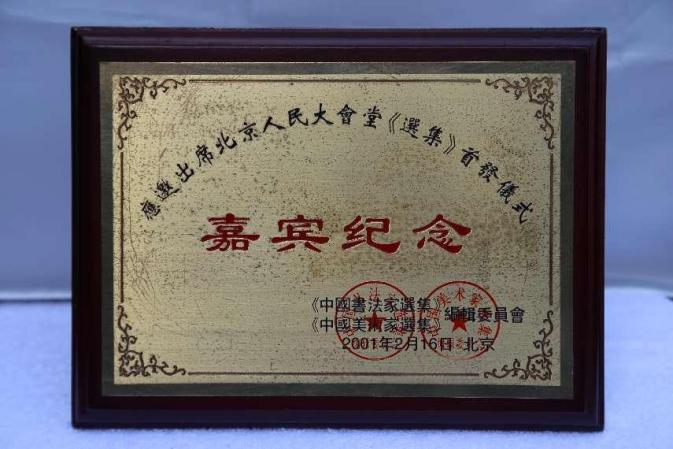 應邀出席北京人民大會堂《選集》首發儀式
嘉宾纪念
《中國書法家選集》
《中國美術家選集》
編輯委員會
2001年2月16日 北京